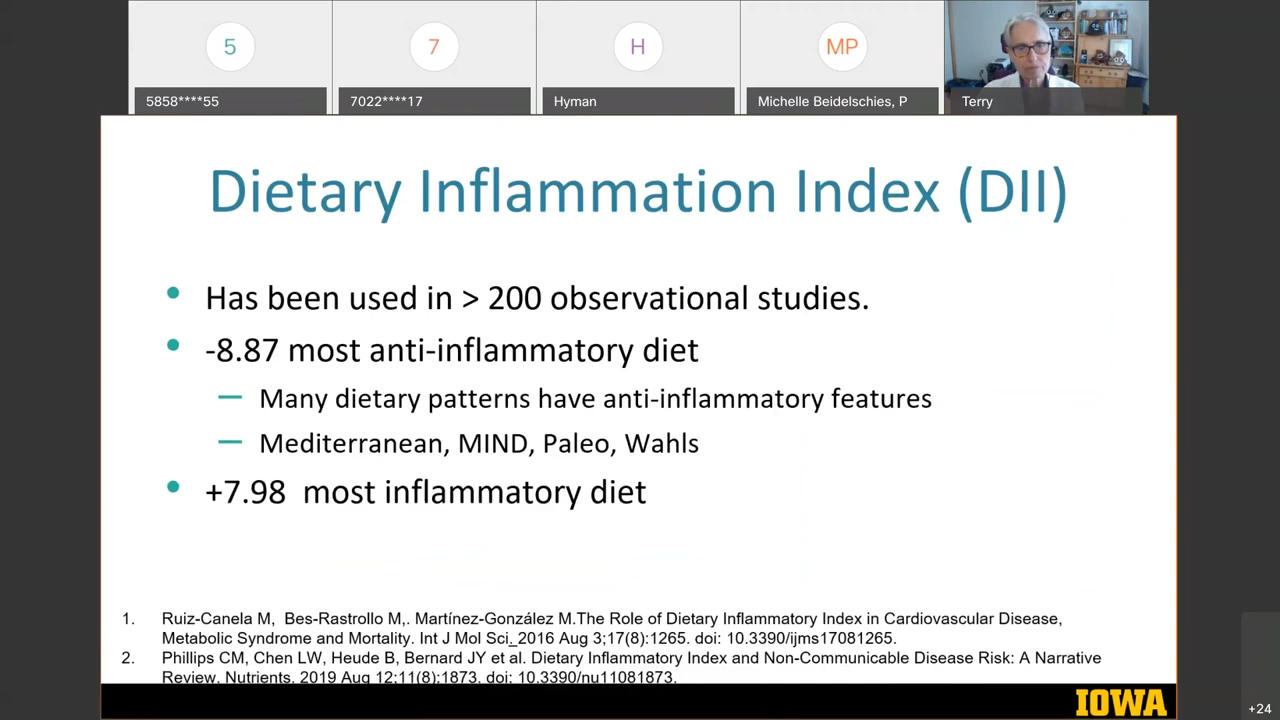 5
7
H
MP
5858****55
7022****17
Hyman
Michelle Beidelschies, P
Terry
Dietary Inflammation Index (DII)
• Has been used in > 200 observational studies.
• -8.87 most anti-inflammatory diet
— Many dietary patterns have anti-inflammatory features
— Mediterranean, MIND, Paleo, Wahls
• +7.98 most inflammatory diet
1. Ruiz-Canela M, Bes-Rastrollo M,. Martínez-González M.The Role of Dietary Inflammatory Index in Cardiovascular Disease,
Metabolic Syndrome and Mortality. Int J Mol Sci. 2016 Aug 3;17(8):1265. doi: 10.3390/ijms17081265.
2. Phillips CM, Chen LW, Heude B, Bernard JY et al. Dietary Inflammatory Index and Non-Communicable Disease Risk: A Narrative
Review. Nutrients. 2019 Aug 12;11(8):1873. doi: 10.3390/nu11081873.
IOWA
+24